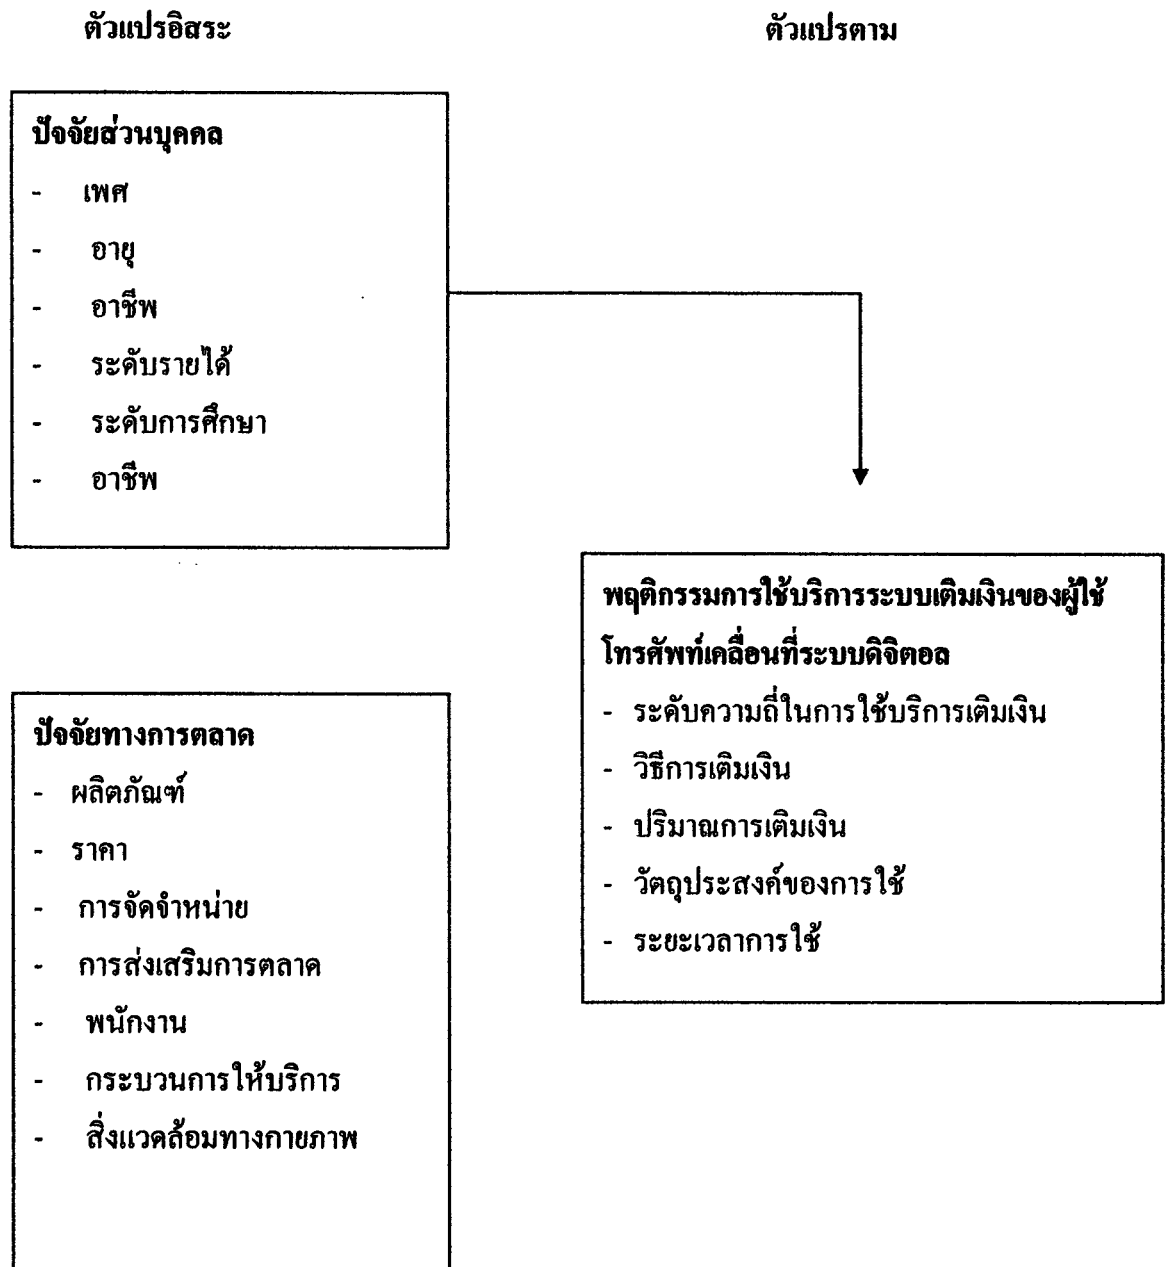 ตัวแปรอิสระ
ตัวแปรตาม
ปัจจัยส่วนบุคคล
- เพศ
- อายุ
- อาชีพ
- ระดับรายได้
- ระดับการศึกษา
- อาชีพ
พฤติกรรมการใช้บริการระบบเติมเงินของผู้ใช้
โทรศัพท์เคลื่อนที่ระบบดิจิตอล
- ระดับความถี่ในการใช้บริการเติมเงิน
- วิธีการเติมเงิน
- ปริมาณการเติมเงิน
- วัตถุประสงค์ของการใช้
- ระยะเวลาการใช้
ปัจจัยทางการตลาด
- ผลิตภัณฑ์
- ราคา
- การจัดจำหน่าย
- การส่งเสริมการตลาด
- พนักงาน
- กระบวนการให้บริการ
- สิ่งแวดล้อมทางกายภาพ